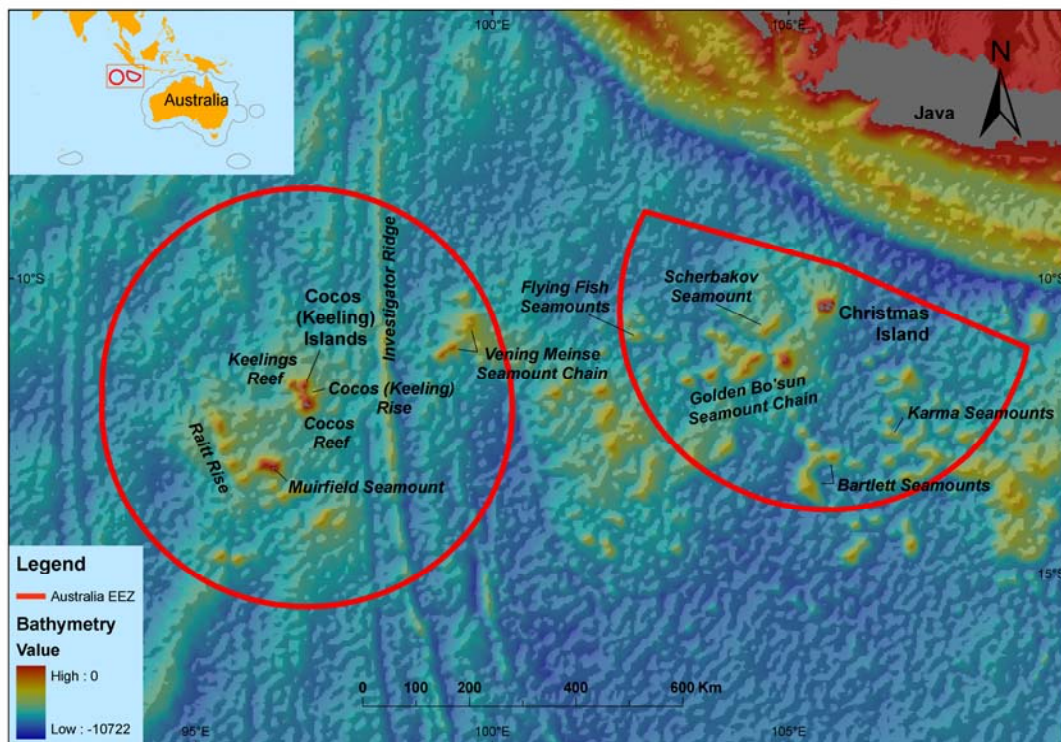 100°E
105°E
Australia
N
Java
10°S
10°S
Investigator Ridge
Cocos
(Keeling)
Islands
Keelings
Reef
Cocos (Keeling)
Rise
Cocos
Reef
Raitt Rise
Muirfield Seamount
Vening Meinse
Seamount Chain
Flying Fish
Seamounts
Scherbakov
Seamount
Christmas
Island
Golden Bo'sun
Seamount Chain
Karma Seamounts
Bartlett Seamounts
15°S
Legend
Australia EEZ
Bathymetry
Value
High : 0
Low : -10722
0 100 200 400 600 Km
95°E
100°E
105°E